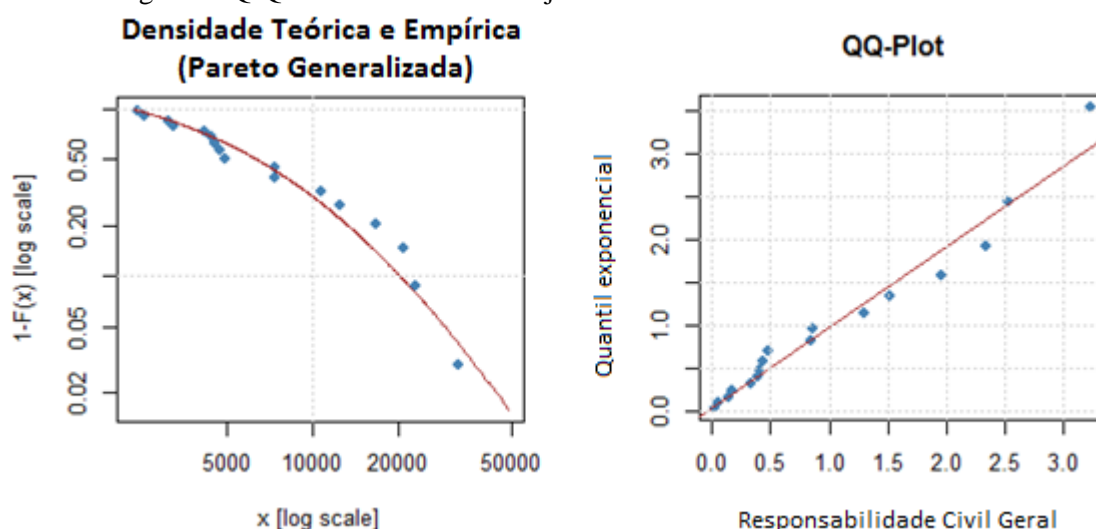 Densidade Teórica e Empírica
(Pareto Generalizada)
1-F(x) [log scale]
0.50
0.20
0.05
0.02
5000 10000 20000 50000
x [log scale]
QQ-Plot
Quantil exponencial
3.0
2.0
1.0
0.0
0.0 0.5 1.0 1.5 2.0 2.5 3.0
Responsabilidade Civil Geral